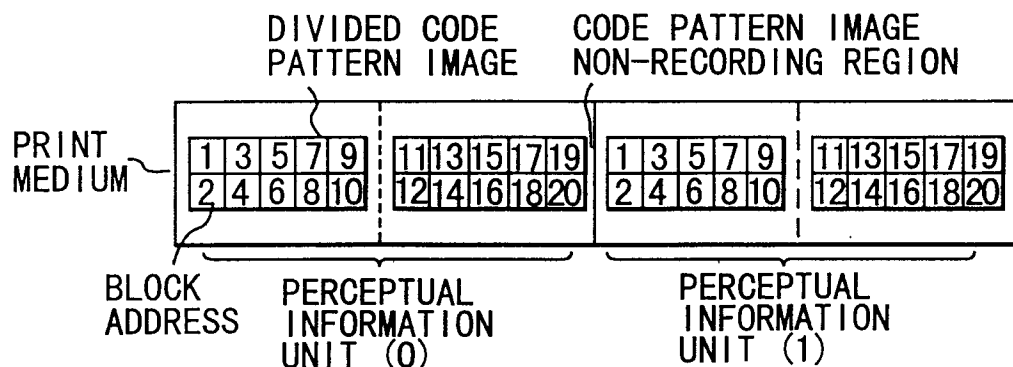 DIVIDED CODE
PATTERN IMAGE
CODE PATTERN IMAGE
NON-RECORDING REGION
PRINT
MEDIUM
1 3 5 7 9
2 4 6 8 10
11 13 15 17 19
12 14 16 18 20
1 3 5 7 9
2 4 6 8 10
11 13 15 17 19
12 14 16 18 20
BLOCK
ADDRESS
PERCEPTUAL
INFORMATION
UNIT (0)
PERCEPTUAL
INFORMATION
UNIT (1)